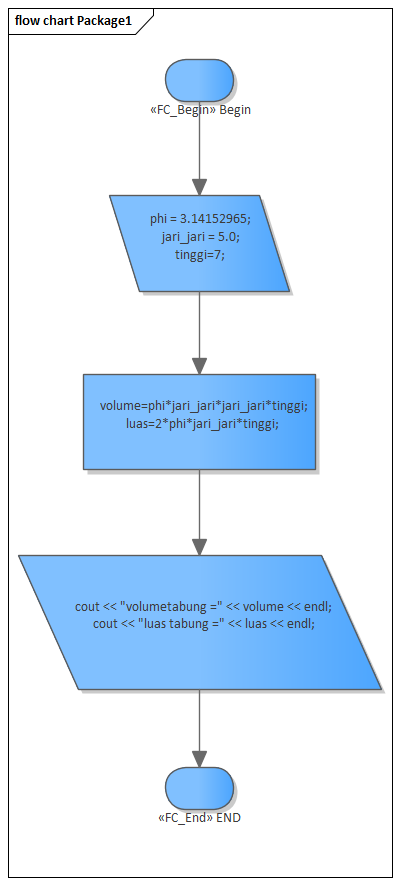 flow chart Package1
«FC_Begin» Begin
phi = 3.14152965;
jari_jari = 5.0;
tinggi=7;
volume=phi*jari_jari*jari_jari*tinggi;
luas=2*phi*jari_jari*tinggi;
cout << "volumetabung =" << volume << endl;
cout << "luas tabung =" << luas << endl;
«FC_End» END